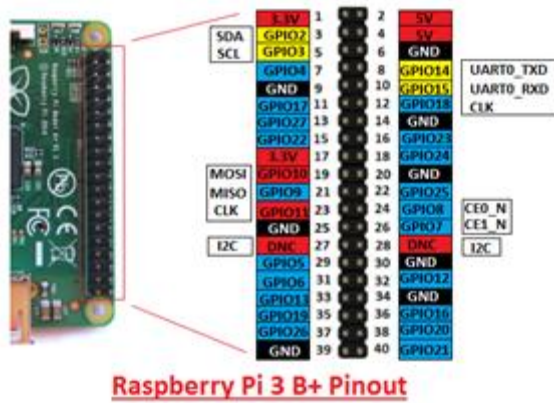 3.3V 1 2 5V
SDA GPIO2 3 4 5V
SCL GPIO3 5 6 GND
GPIO4 7 8 GPIO14 UART0_TXD
GND 9 10 GPIO15 UART0_RXD
GPIO17 11 12 GPIO18 CLK
GPIO27 13 14 GND
GPIO22 15 16 GPIO23
3.3V 17 18 GPIO24
MOSI GPIO10 19 20 GND
MISO GPIO9 21 22 GPIO25
CLK GPIO11 23 24 GPIO8 CE0_N
GND 25 26 GPIO7 CE1_N
I2C DNC 27 28 DNC I2C
GPIO5 29 30 GND
GPIO6 31 32 GPIO12
GPIO13 33 34 GND
GPIO19 35 36 GPIO16
GPIO26 37 38 GPIO20
GND 39 40 GPIO21
FC CE
Raspberry Pi 3 B+ Pinout